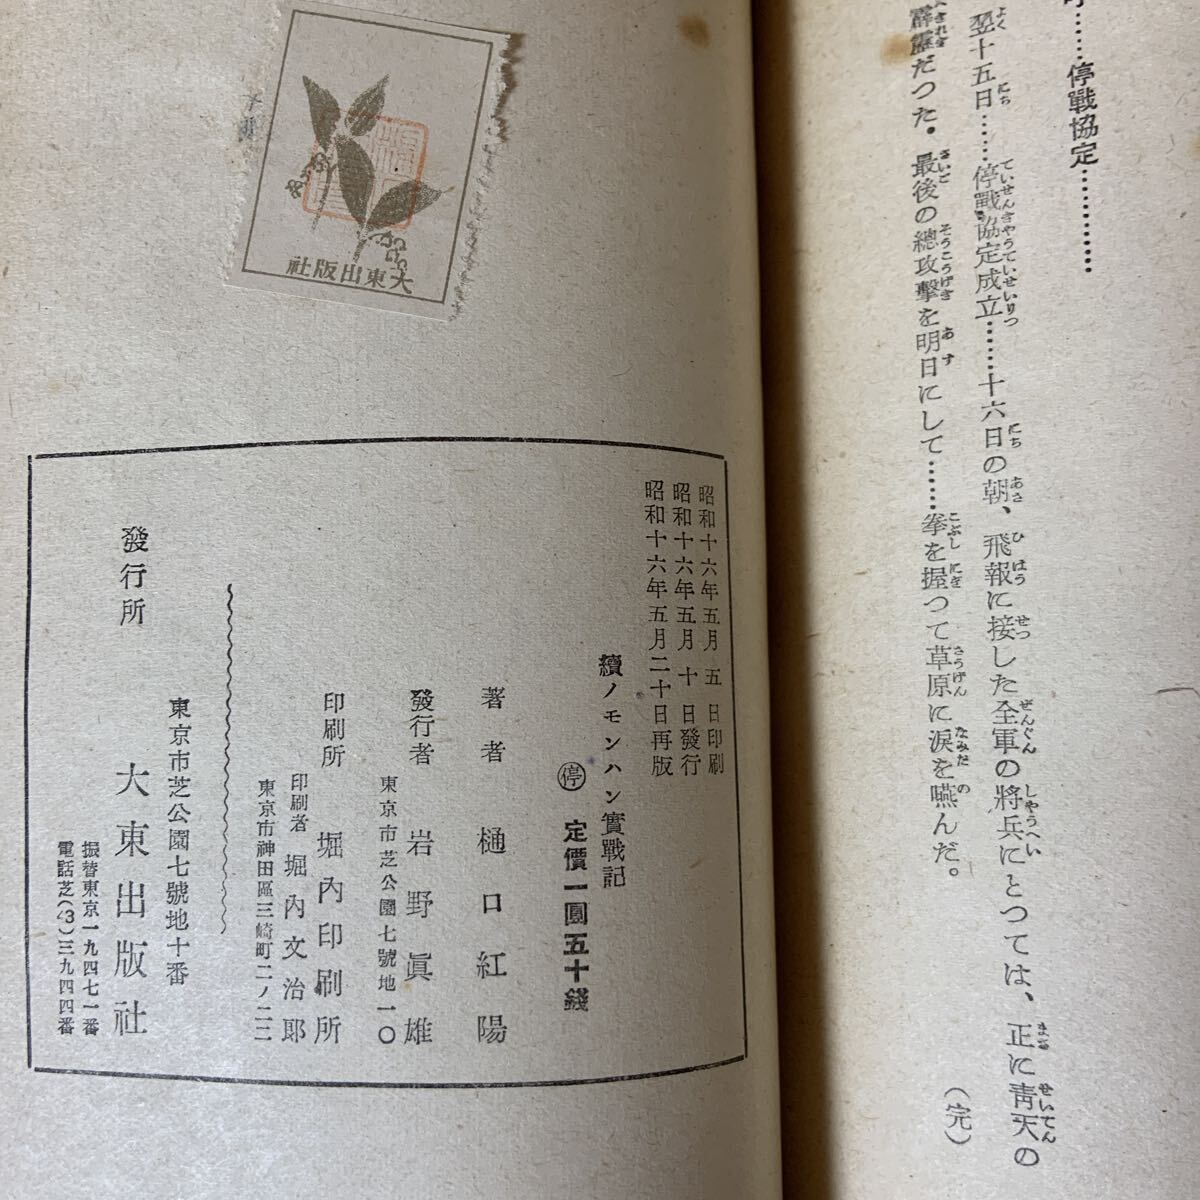 停戰協定…………
翌十五日……停戰協定成立……十六日の朝、飛報に接した全軍の將兵にとつては、正に青天の
霹靂だつた。最後の總攻擊を明日にして……拳を握つて草原に淚を嚥んだ。
(完)
大東出版社
昭和十六年五月五日印刷
昭和十六年五月十日發行
昭和十六年五月二十日再版
續ノモンハン實戰記
停 定價一圓五十錢
著者 樋口紅陽
發行者 岩野眞雄
東京市芝公園七號地一〇
印刷所 堀內印刷所
印刷者 堀內文治郎
東京市神田區三崎町二ノ二二
發行所
東京市芝公園七號地十番
大東出版社
振替東京一九四七一番
電話芝(43)三九四四番